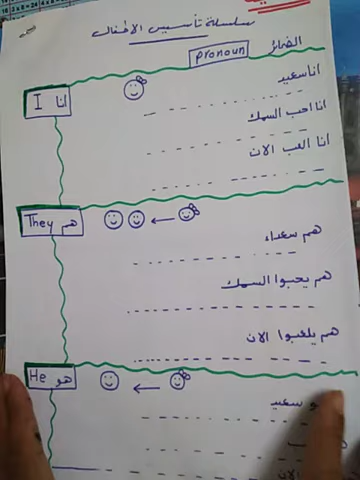 سلسلة تأسيس الأطفال
الضمائر pronoun
I أنا
أنا سعيد
أنا أحب السمك
أنا ألعب الآن
They هم
هم سعداء
هم يحبوا السمك
هم يلعبوا الآن
He هو
سعيد